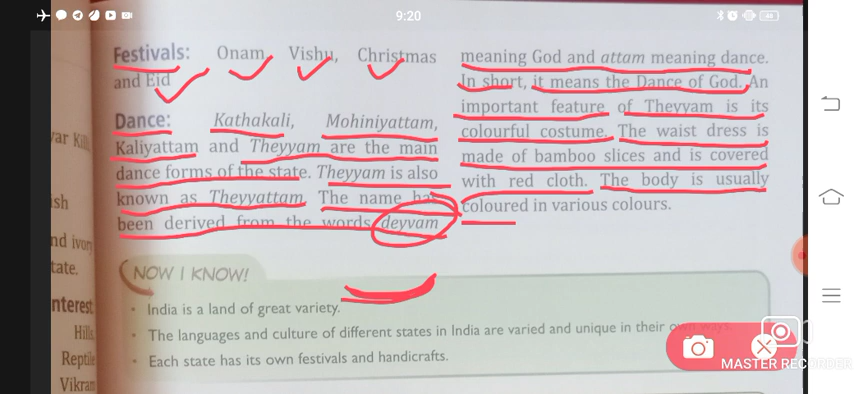 9:20
Festivals: Onam, Vishu, Christmas
and Eid
Dance: Kathakali, Mohiniyattam,
Kaliyattam and Theyyam are the main
dance forms of the state. Theyyam is also
known as Theyyattam. The name has
been derived from the words deyvam
meaning God and attam meaning dance.
In short, it means the Dance of God. An
important feature of Theyyam is its
colourful costume. The waist dress is
made of bamboo slices and is covered
with red cloth. The body is usually
coloured in various colours.
var Kill
ish
nd ivory
tate.
nterest
Hills
Reptile
Vikram
NOW I KNOW!
• India is a land of great variety.
• The languages and culture of different states in India are varied and unique in their own ways.
• Each state has its own festivals and handicrafts.
MASTER RECORDER